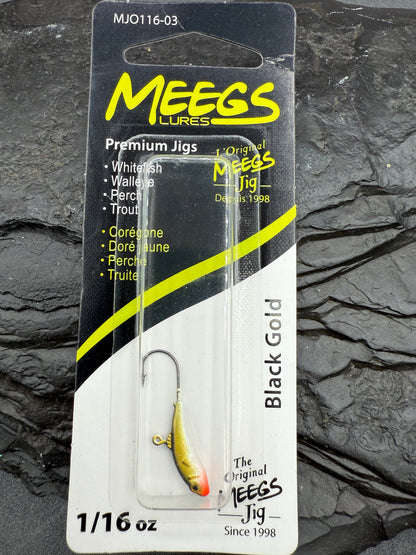 MJO116-03
MEEGS
LURES
Premium Jigs
• Whitefish
• Walleye
• Perch
• Trout
• Corégone
• Doré jaune
• Perche
• Truite
L'Original
MEEGS
Jig
Depuis 1998
Black Gold
The
Original
MEEGS
Jig
Since 1998
1/16 oz